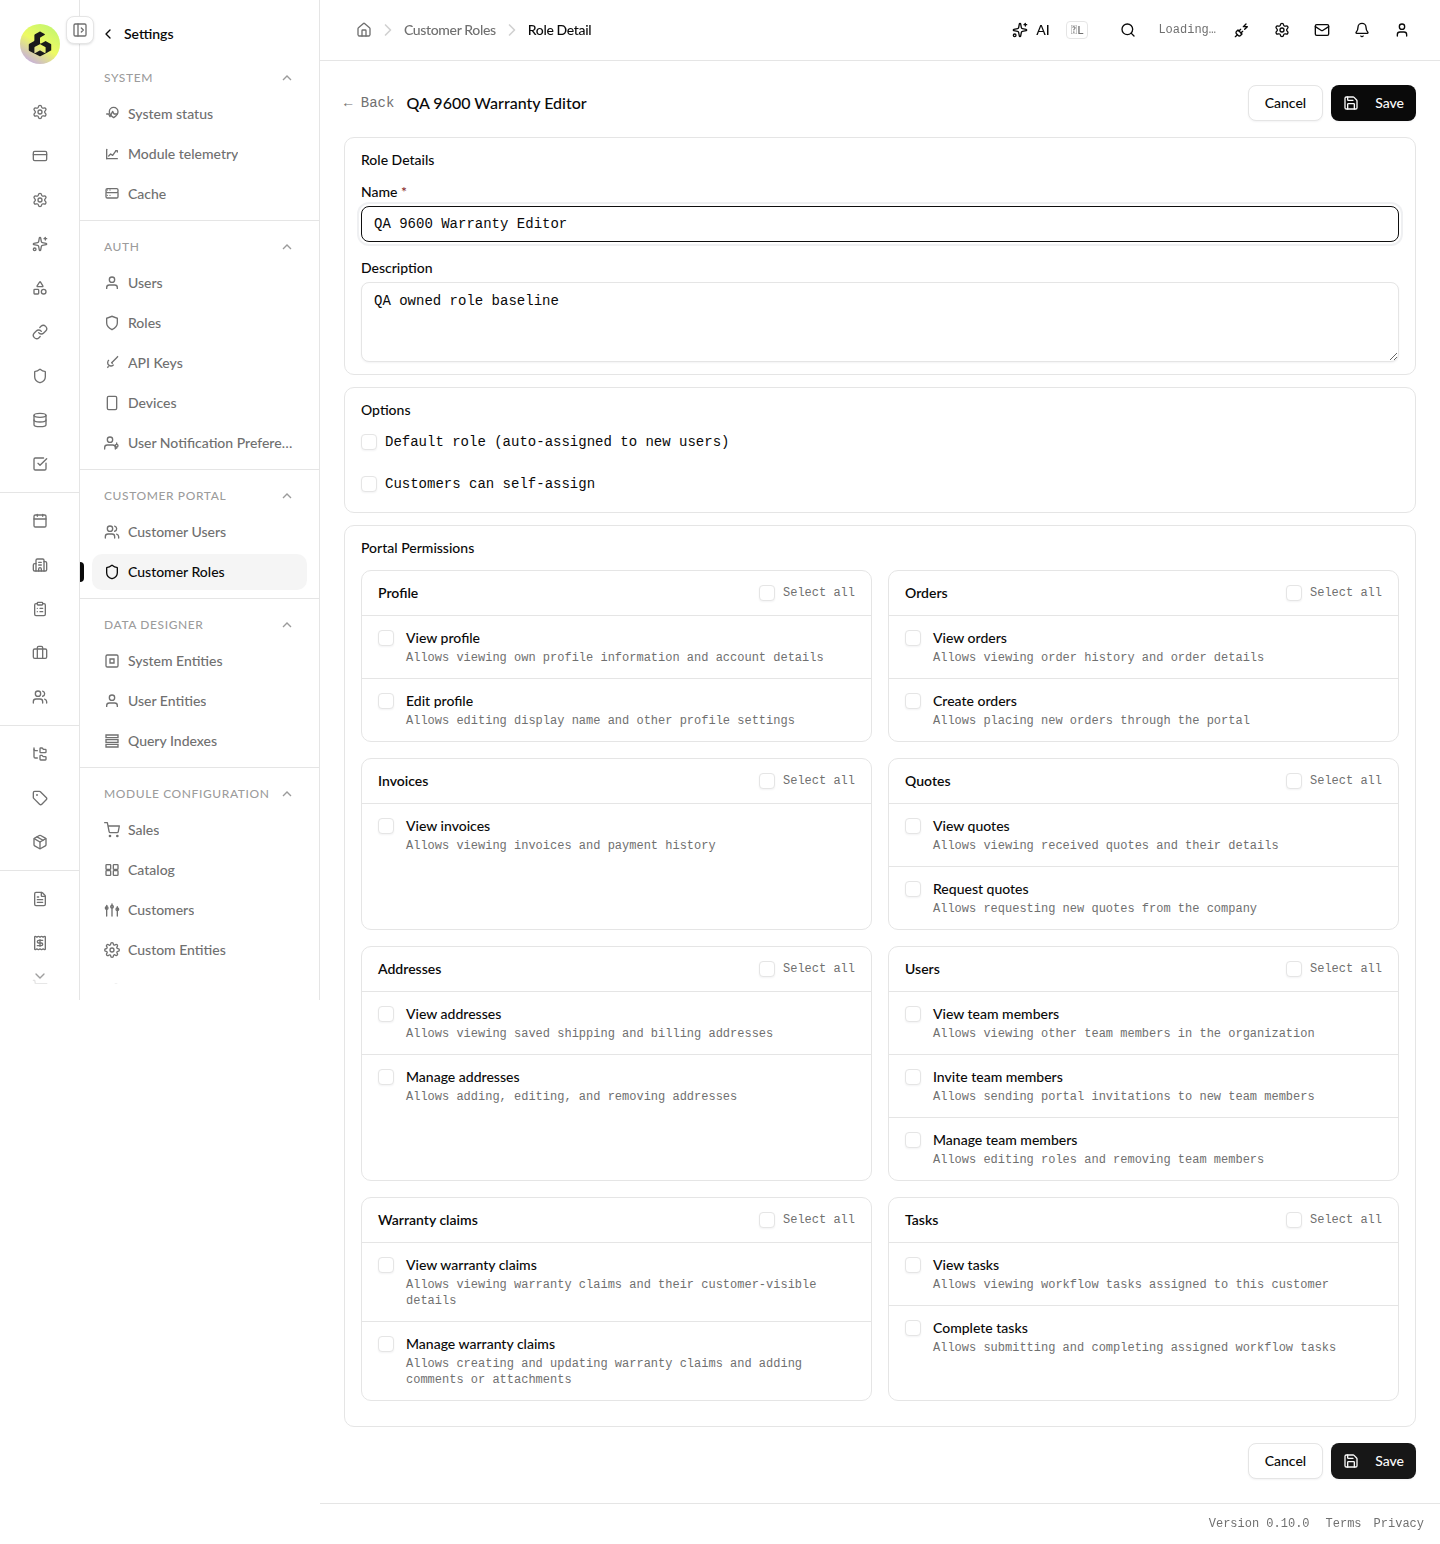 Settings
SYSTEM
System status
Module telemetry
Cache
AUTH
Users
Roles
API Keys
Devices
User Notification Prefere...
CUSTOMER PORTAL
Customer Users
Customer Roles
DATA DESIGNER
System Entities
User Entities
Query Indexes
MODULE CONFIGURATION
Sales
Catalog
Customers
Custom Entities
Customer Roles
Role Detail
AI
L
Loading…
← Back
QA 9600 Warranty Editor
Cancel
Save
Role Details
Name *
QA 9600 Warranty Editor
Description
QA owned role baseline
Options
Default role (auto-assigned to new users)
Customers can self-assign
Portal Permissions
Profile
Select all
View profile
Allows viewing own profile information and account details
Edit profile
Allows editing display name and other profile settings
Orders
Select all
View orders
Allows viewing order history and order details
Create orders
Allows placing new orders through the portal
Invoices
Select all
View invoices
Allows viewing invoices and payment history
Quotes
Select all
View quotes
Allows viewing received quotes and their details
Request quotes
Allows requesting new quotes from the company
Addresses
Select all
View addresses
Allows viewing saved shipping and billing addresses
Manage addresses
Allows adding, editing, and removing addresses
Users
Select all
View team members
Allows viewing other team members in the organization
Invite team members
Allows sending portal invitations to new team members
Manage team members
Allows editing roles and removing team members
Warranty claims
Select all
View warranty claims
Allows viewing warranty claims and their customer-visible
details
Manage warranty claims
Allows creating and updating warranty claims and adding
comments or attachments
Tasks
Select all
View tasks
Allows viewing workflow tasks assigned to this customer
Complete tasks
Allows submitting and completing assigned workflow tasks
Cancel
Save
Version 0.10.0
Terms
Privacy